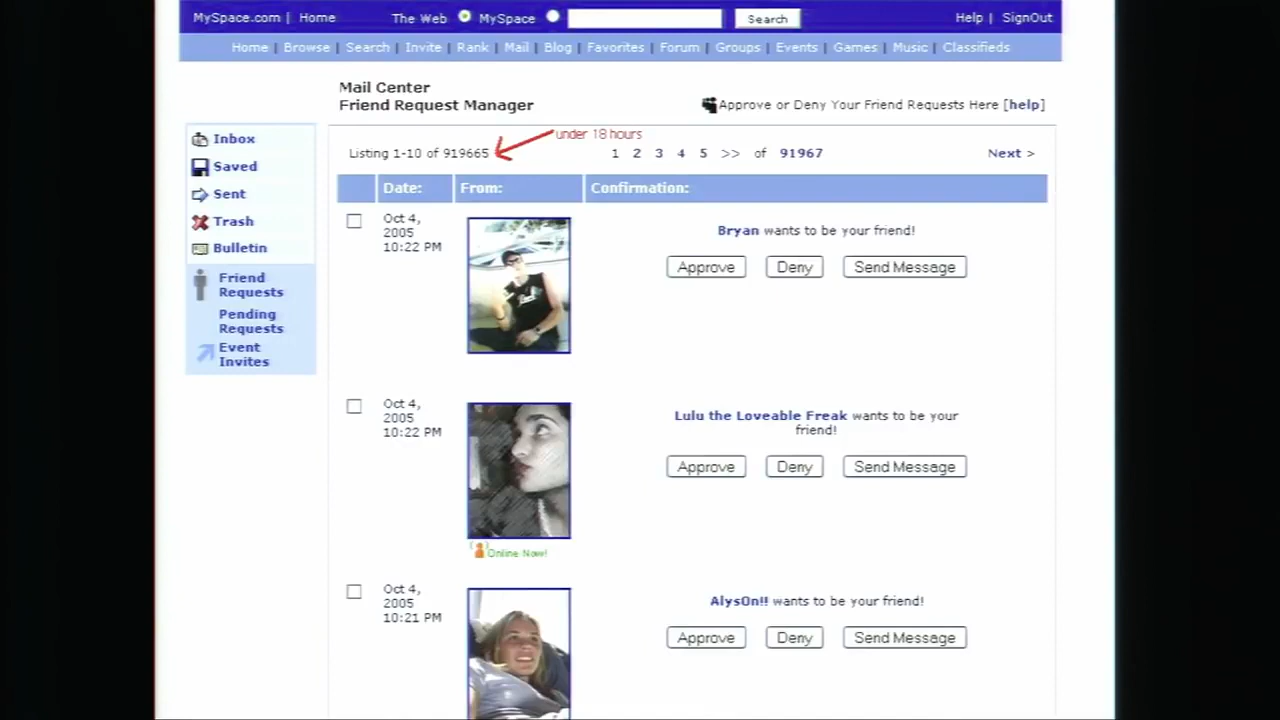 MySpace.com | Home The Web MySpace Search Help | SignOut
Home | Browse | Search | Invite | Rank | Mail | Blog | Favorites | Forum | Groups | Events | Games | Music | Classifieds
Mail Center
Friend Request Manager
Approve or Deny Your Friend Requests Here [help]
under 18 hours
Listing 1-10 of 919665 1 2 3 4 5 >> of 91967 Next >
Inbox
Saved
Sent
Trash
Bulletin
Friend
Requests
Pending
Requests
Event
Invites
Date: From: Confirmation:
Oct 4,
2005
10:22 PM
Bryan wants to be your friend!
Approve Deny Send Message
Oct 4,
2005
10:22 PM
Online Now!
Lulu the Loveable Freak wants to be your
friend!
Approve Deny Send Message
Oct 4,
2005
10:21 PM
AlysOn!! wants to be your friend!
Approve Deny Send Message